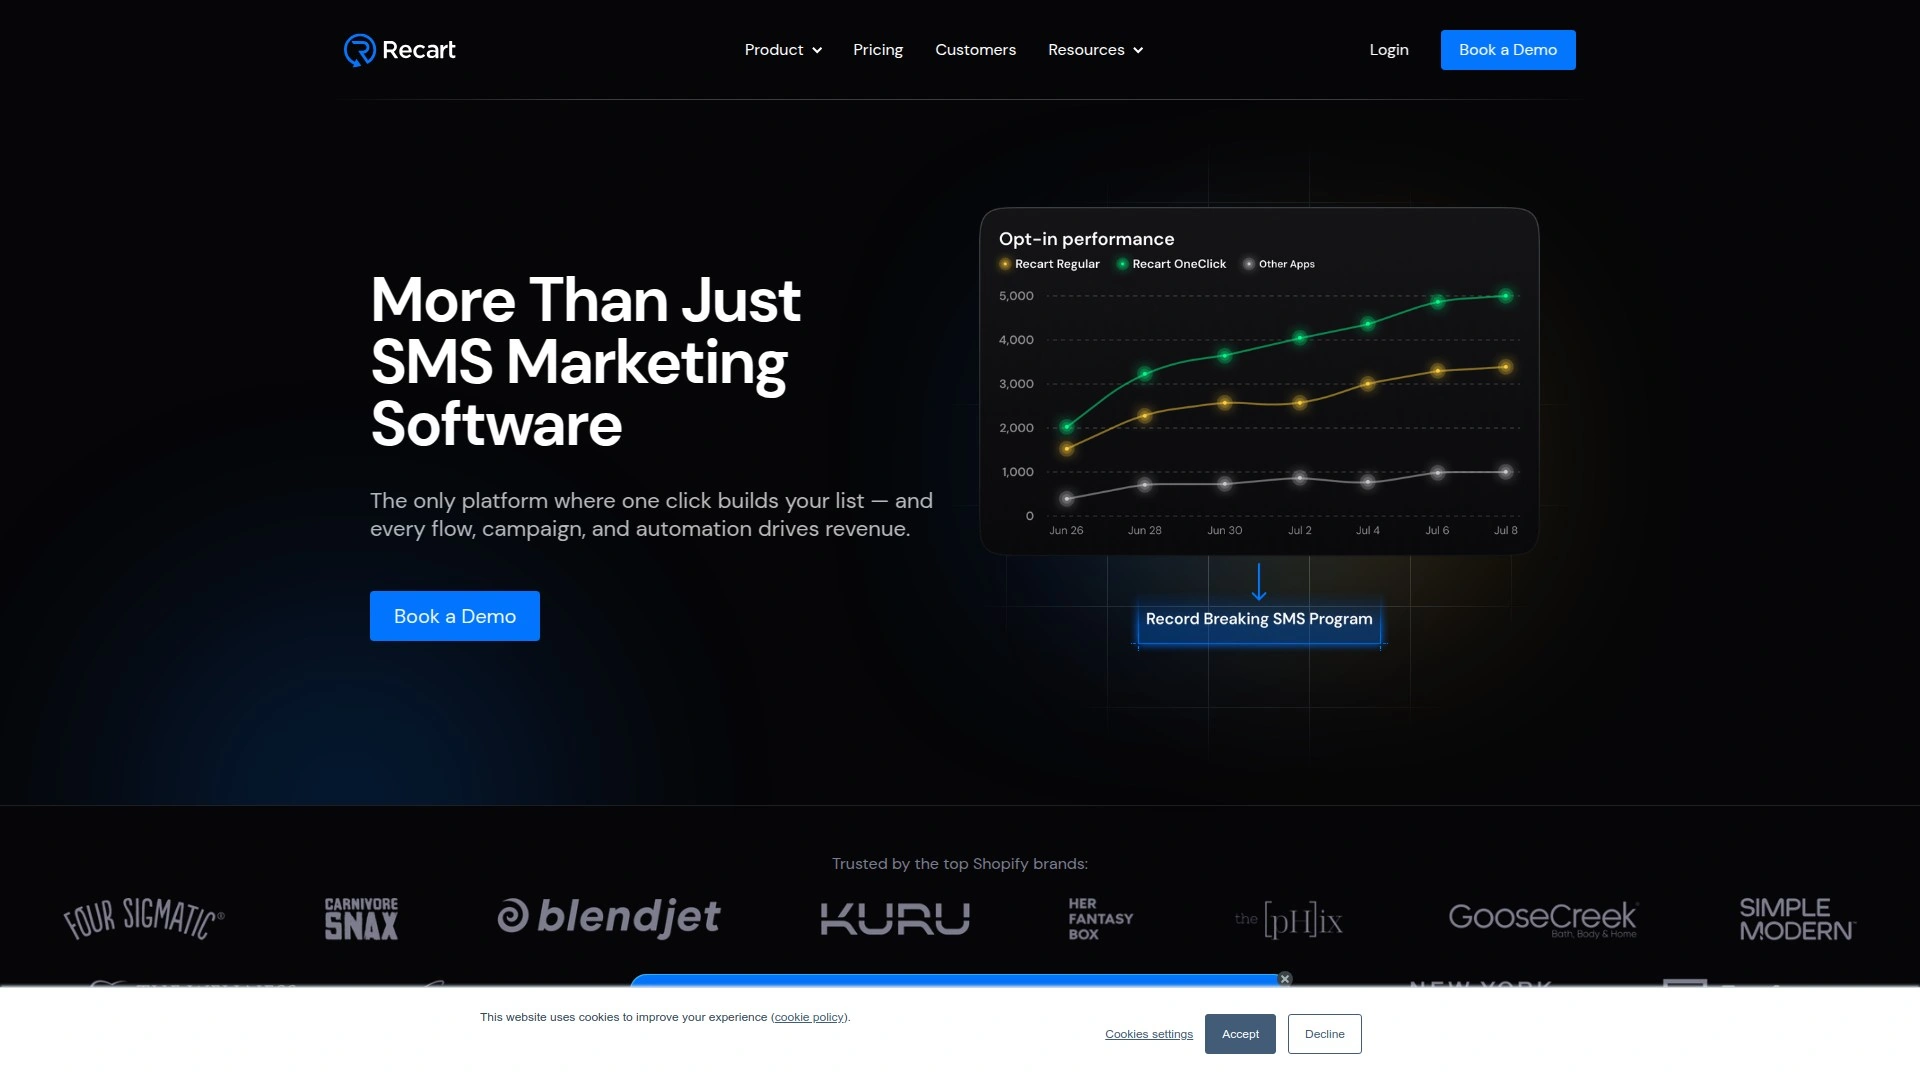 Recart
Product
Pricing
Customers
Resources
Login
Book a Demo
More Than Just
SMS Marketing
Software
The only platform where one click builds your list — and
every flow, campaign, and automation drives revenue.
Book a Demo
Opt-in performance
Recart Regular
Recart OneClick
Other Apps
5,000
4,000
3,000
2,000
1,000
0
Jun 26
Jun 28
Jun 30
Jul 2
Jul 4
Jul 6
Jul 8
Record Breaking SMS Program
Trusted by the top Shopify brands:
FOUR SIGMATIC®
CARNIVORE
SNAX
blendjet
KURU
HER
FANTASY
BOX
the [pH]ix
GooseCreek
Bath, Body & Home
SIMPLE
MODERN™
NEW YORK
This website uses cookies to improve your experience (cookie policy).
Cookies settings
Accept
Decline